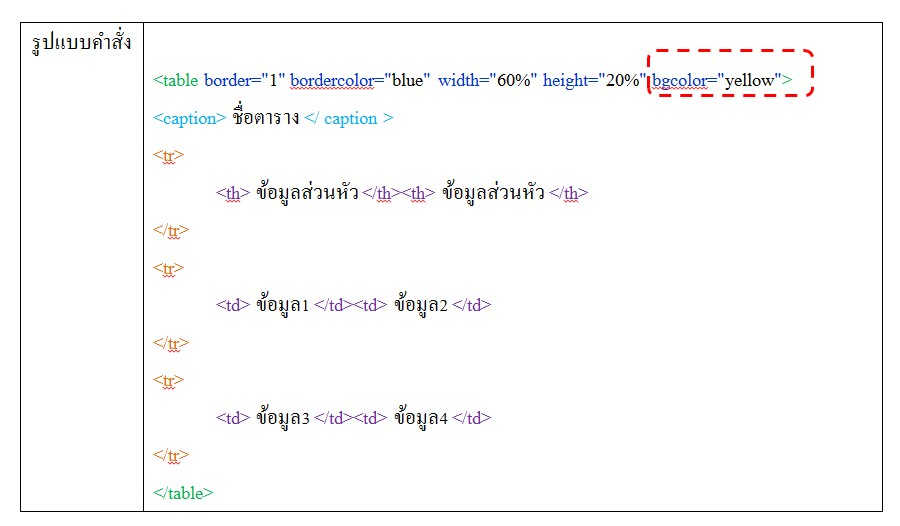 รูปแบบคำสั่ง
<table border="1" bordercolor="blue" width="60%" height="20%" bgcolor="yellow">
<caption> ชื่อตาราง </ caption >
<tr>
<th> ข้อมูลส่วนหัว </th><th> ข้อมูลส่วนหัว </th>
</tr>
<tr>
<td> ข้อมูล1 </td><td> ข้อมูล2 </td>
</tr>
<tr>
<td> ข้อมูล3 </td><td> ข้อมูล4 </td>
</tr>
</table>